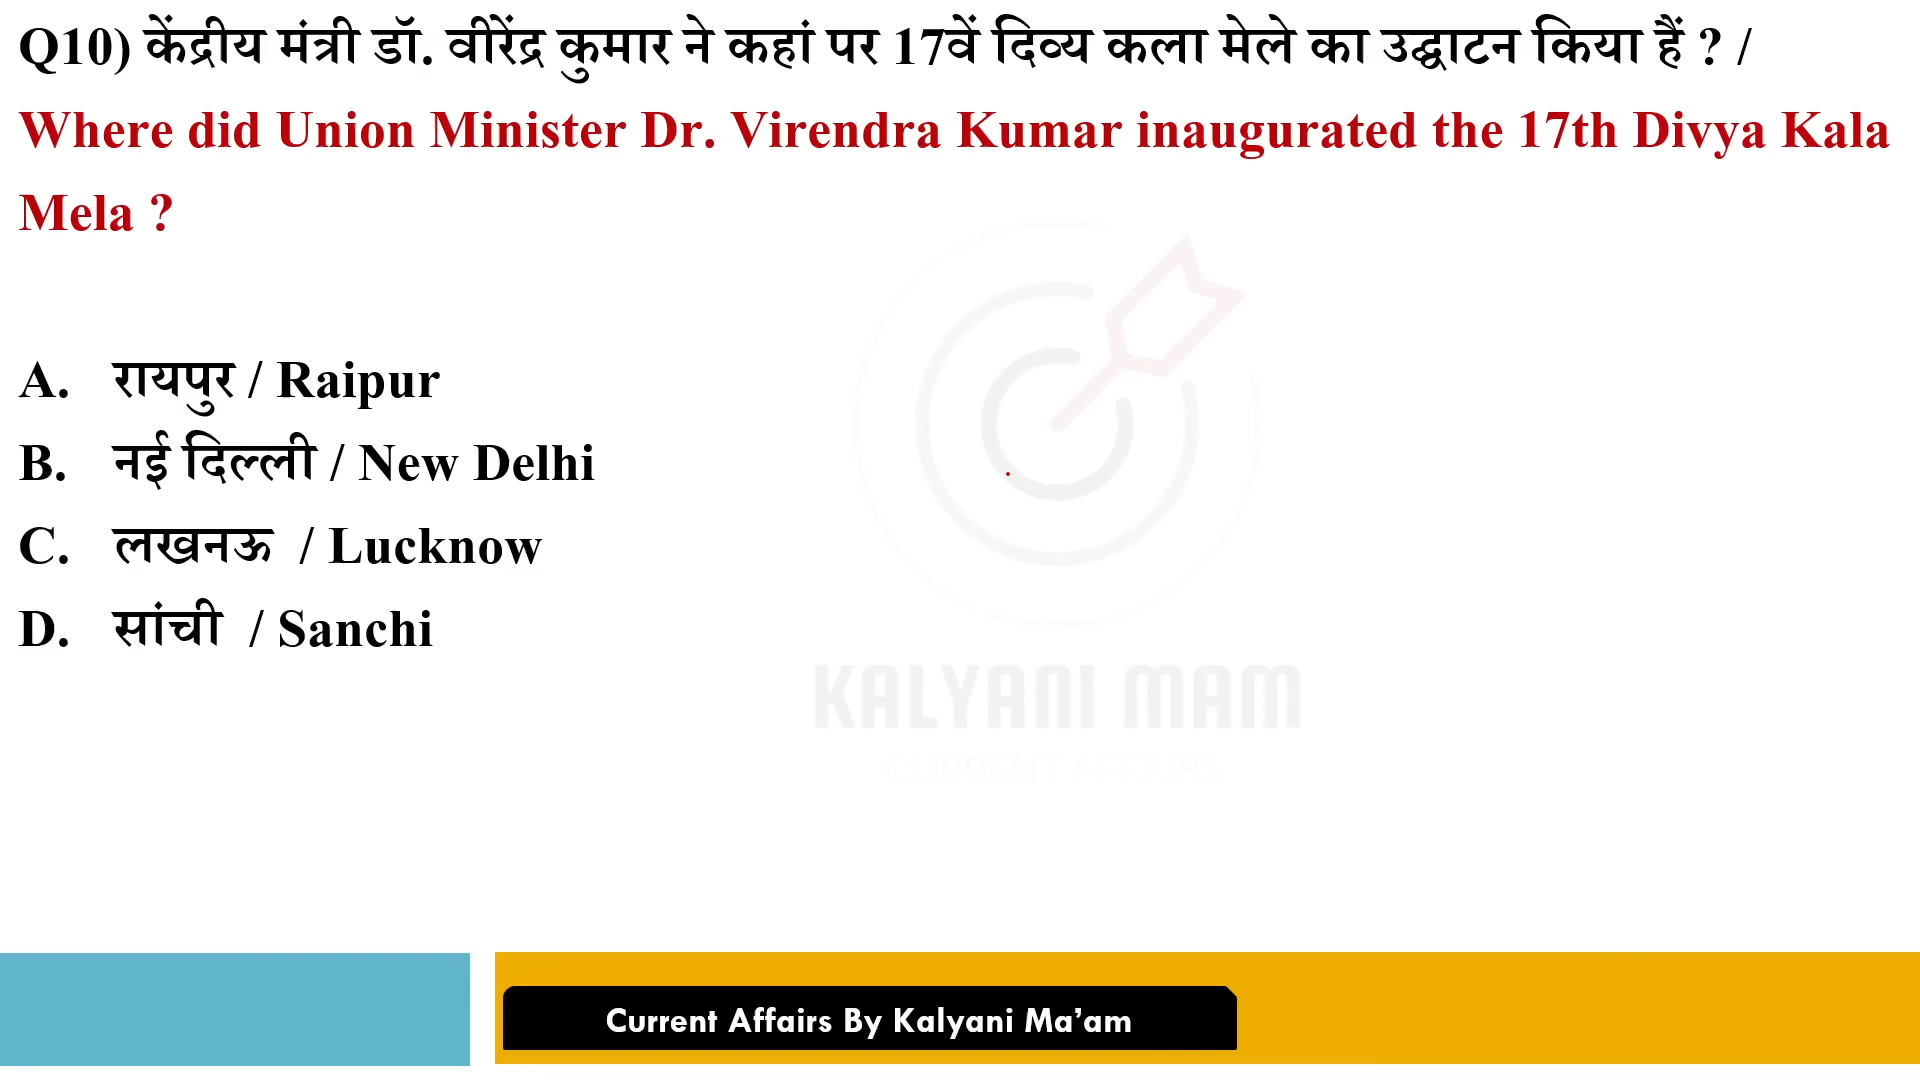 Q10) केंद्रीय मंत्री डॉ. वीरेंद्र कुमार ने कहां पर 17वें दिव्य कला मेले का उद्घाटन किया हैं ? /
Where did Union Minister Dr. Virendra Kumar inaugurated the 17th Divya Kala
Mela ?
A. रायपुर / Raipur
B. नई दिल्ली / New Delhi
C. लखनऊ / Lucknow
D. सांची / Sanchi
KALYANI MAM
CURRENT AFFAIRS
Current Affairs By Kalyani Ma’am